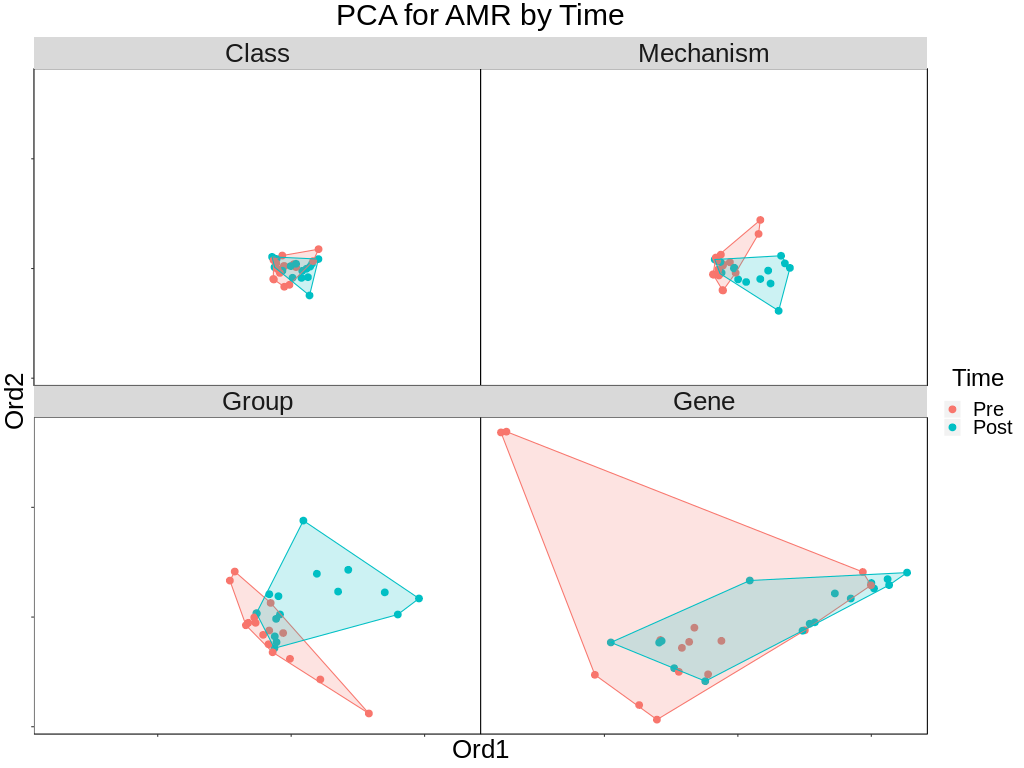 PCA for AMR by Time
Class
Mechanism
Group
Gene
Ord2
Ord1
Time
Pre
Post